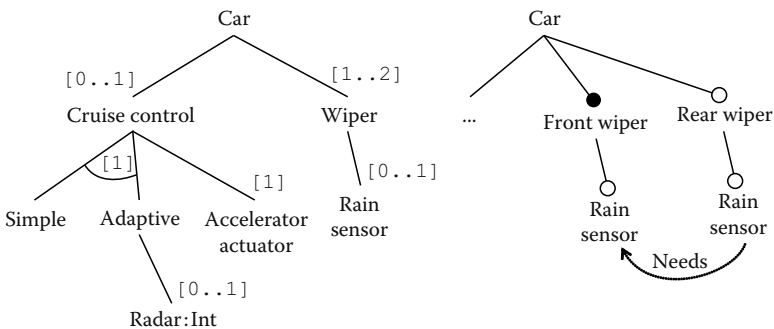 Car
[0..1]
[1..2]
Cruise control
Wiper
[1]
[0..1]
[1]
Simple
Adaptive
Accelerator
actuator
Rain
sensor
[0..1]
Radar:Int
Car
...
Front wiper
Rear wiper
Rain
sensor
Rain
sensor
Needs